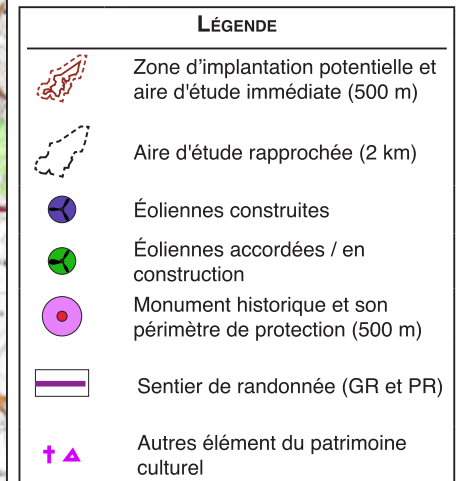 LÉGENDE
Zone d'implantation potentielle et
aire d'étude immédiate (500 m)
Aire d'étude rapprochée (2 km)
Éoliennes construites
Éoliennes accordées / en
construction
Monument historique et son
périmètre de protection (500 m)
Sentier de randonnée (GR et PR)
Autres élément du patrimoine
culturel